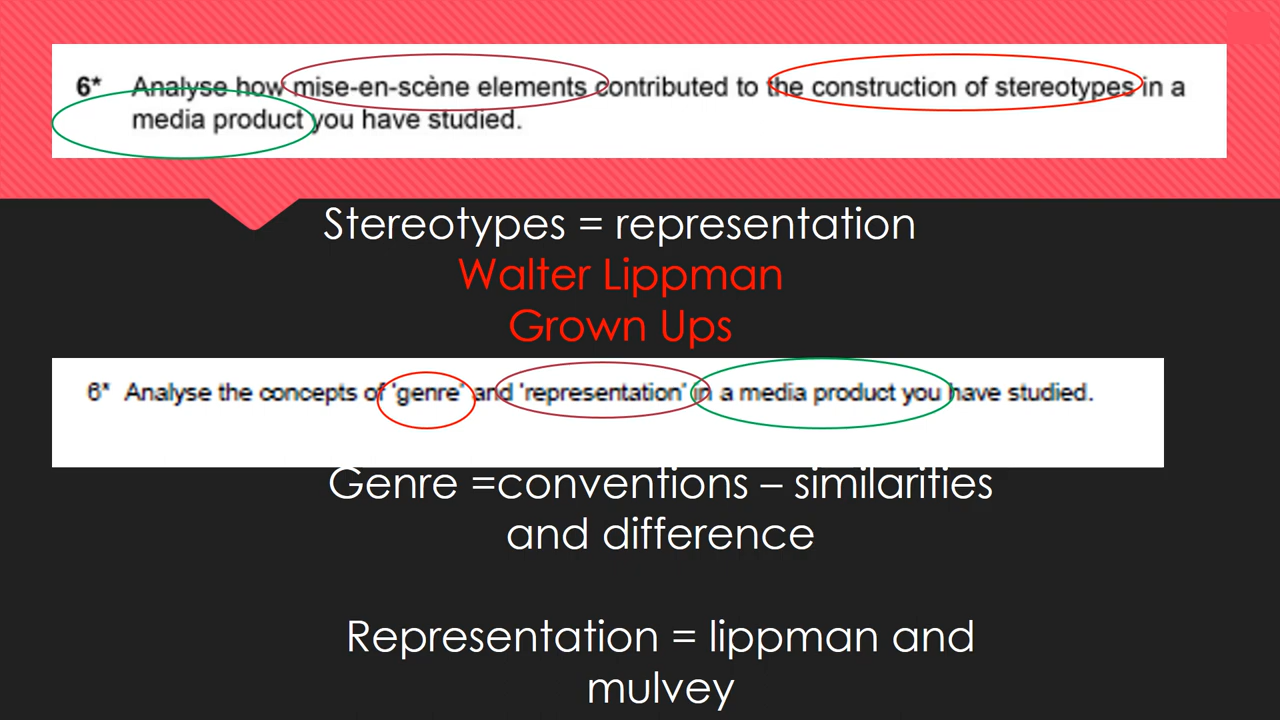 6* Analyse how mise-en-scène elements contributed to the construction of stereotypes in a
media product you have studied.
Stereotypes = representation
Walter Lippman
Grown Ups
6* Analyse the concepts of 'genre' and 'representation' in a media product you have studied.
Genre =conventions – similarities
and difference
Representation = lippman and
mulvey